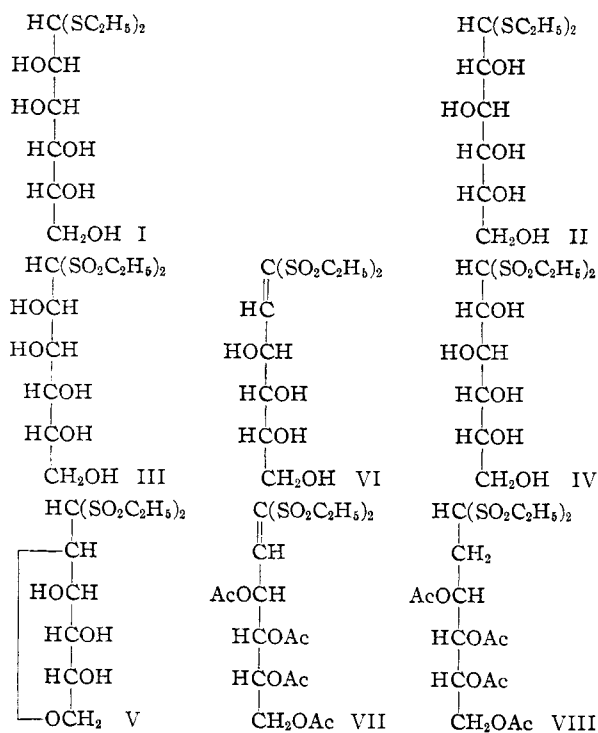 HC(SC₂H₅)₂ HC(SC₂H₅)₂
HOCH HCOH
HOCH HOCH
HCOH HCOH
HCOH HCOH
CH₂OH I CH₂OH II
HC(SO₂C₂H₅)₂ C(SO₂C₂H₅)₂ HC(SO₂C₂H₅)₂
HOCH HC HCOH
HOCH HOCH HOCH
HCOH HCOH HCOH
HCOH HCOH HCOH
CH₂OH III CH₂OH VI CH₂OH IV
HC(SO₂C₂H₅)₂ C(SO₂C₂H₅)₂ HC(SO₂C₂H₅)₂
CH CH CH₂
HOCH AcOCH AcOCH
HCOH HCOAc HCOAc
HCOH HCOAc HCOAc
OCH₂ V CH₂OAc VII CH₂OAc VIII